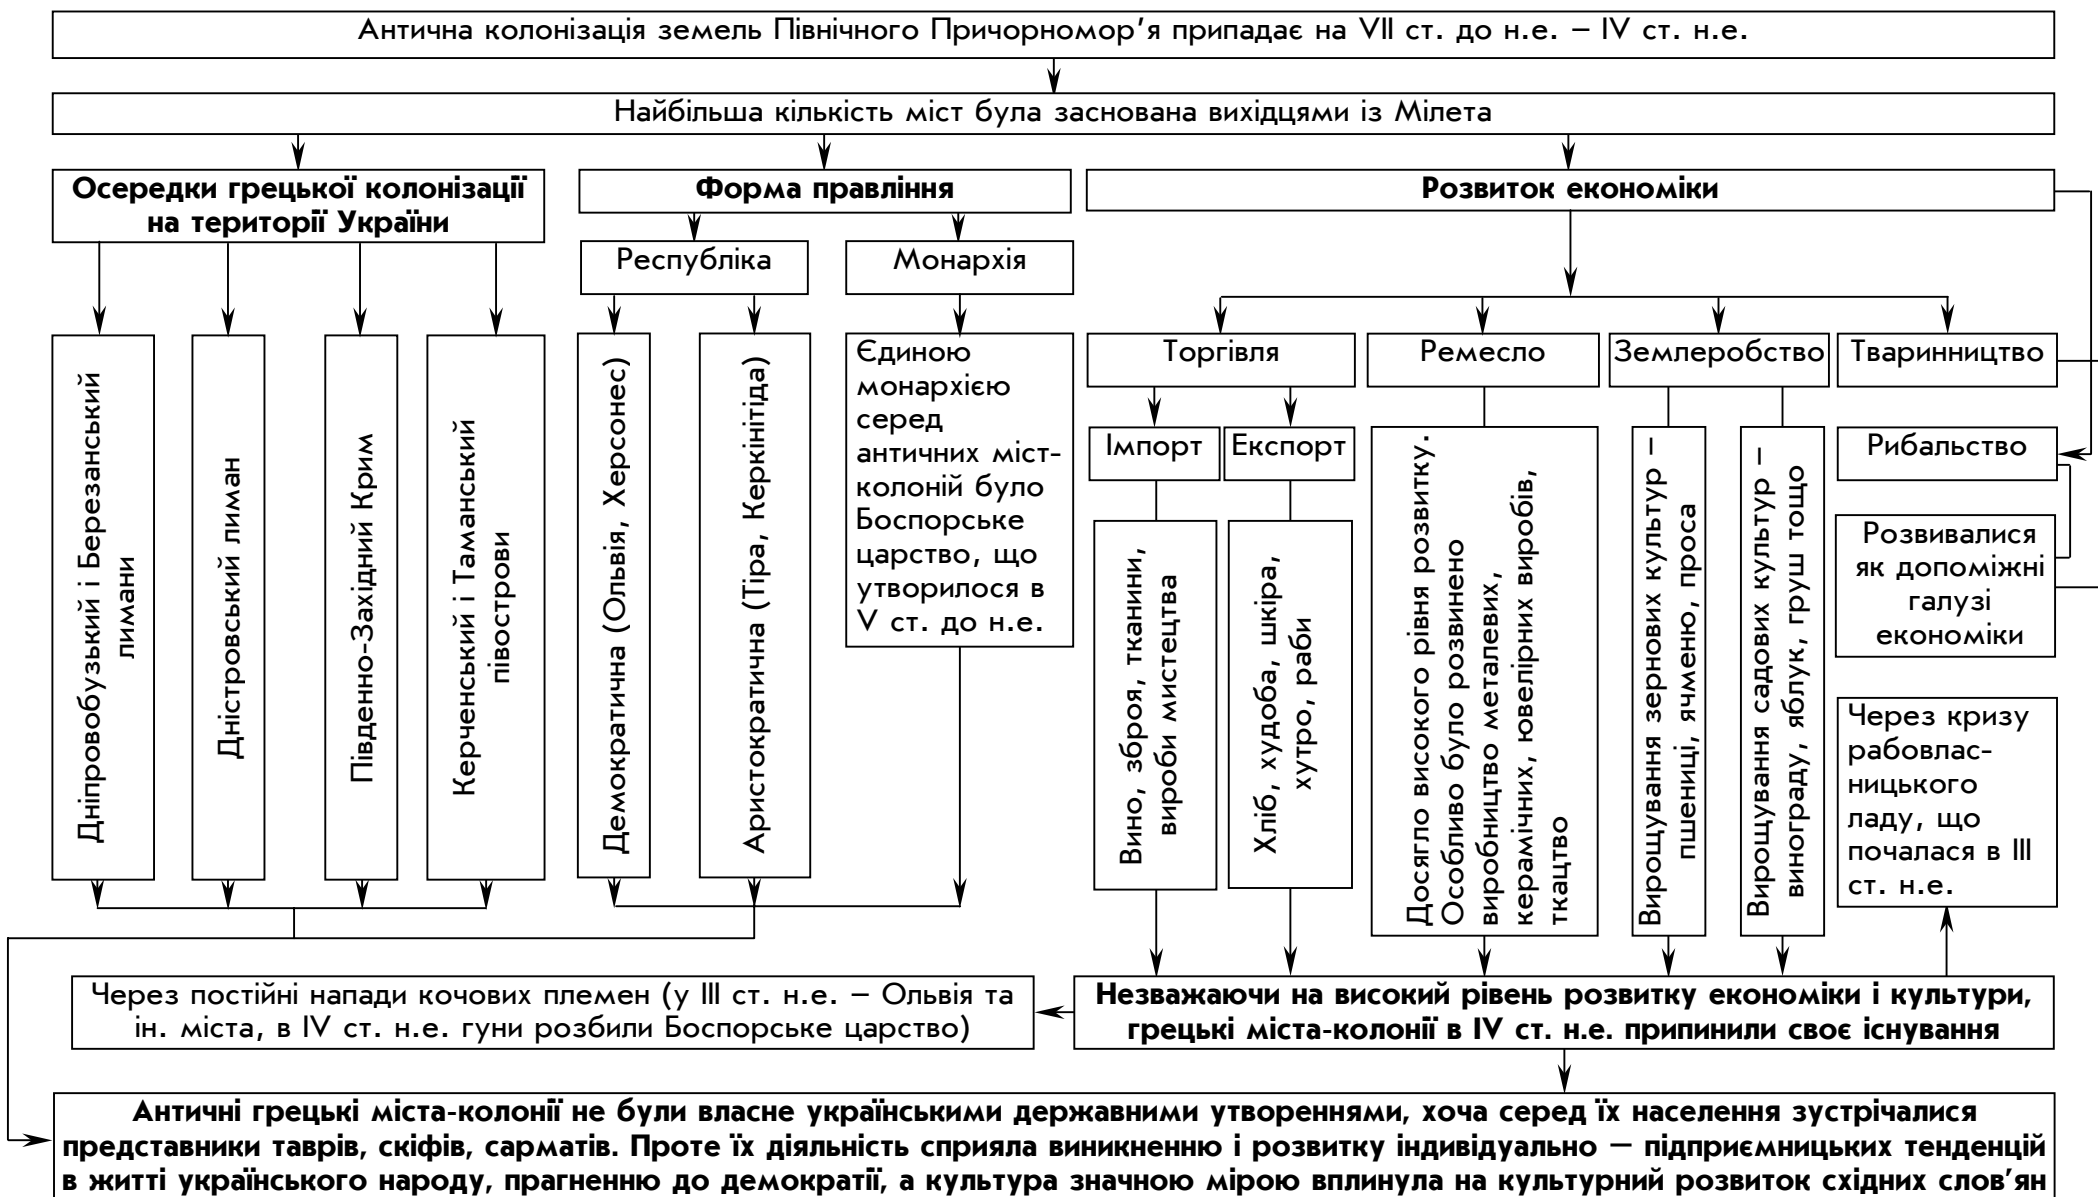 Антична колонізація земель Північного Причорномор’я припадає на VII ст. до н.е. – IV ст. н.е.
Найбільша кількість міст була заснована вихідцями із Мілета
Осередки грецької колонізації
на території України
Форма правління
Розвиток економіки
Республіка
Монархія
Дніпровобузький і Березанський
лимани
Дністровський лиман
Південно-Західний Крим
Керченський і Таманський
півострови
Демократична (Ольвія, Херсонес)
Аристократична (Тіра, Керкінітіда)
Єдиною
монархією
серед
античних міст-
колоній було
Боспорське
царство, що
утворилося в
V ст. до н.е.
Торгівля
Ремесло
Землеробство
Тваринництво
Імпорт
Експорт
Рибальство
Вино, зброя, тканини,
вироби мистецтва
Хліб, худоба, шкіра,
хутро, раби
Досягло високого рівня розвитку.
Особливо було розвинено
виробництво металевих,
керамічних, ювелірних виробів,
ткацтво
Вирощування зернових культур –
пшениці, ячменю, проса
Вирощування садових культур –
винограду, яблук, груш тощо
Розвивалися
як допоміжні
галузі
економіки
Через кризу
рабовлас-
ницького
ладу, що
почалася в III
ст. н.е.
Через постійні напади кочових племен (у III ст. н.е. – Ольвія та
ін. міста, в IV ст. н.е. гуни розбили Боспорське царство)
Незважаючи на високий рівень розвитку економіки і культури,
грецькі міста-колонії в IV ст. н.е. припинили своє існування
Античні грецькі міста-колонії не були власне українськими державними утвореннями, хоча серед їх населення зустрічалися
представники таврів, скіфів, сарматів. Проте їх діяльність сприяла виникненню і розвитку індивідуально – підприємницьких тенденцій
в житті українського народу, прагненню до демократії, а культура значною мірою вплинула на культурний розвиток східних слов’ян